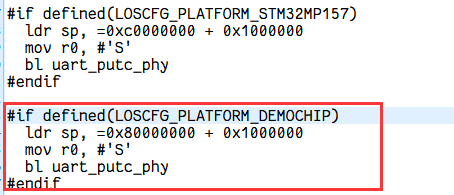 #if defined(LOSCFG_PLATFORM_STM32MP157)
ldr sp, =0xc0000000 + 0x1000000
mov r0, #'S'
bl uart_putc_phy
#endif
#if defined(LOSCFG_PLATFORM_DEMOCHIP)
ldr sp, =0x80000000 + 0x1000000
mov r0, #'S'
bl uart_putc_phy
#endif